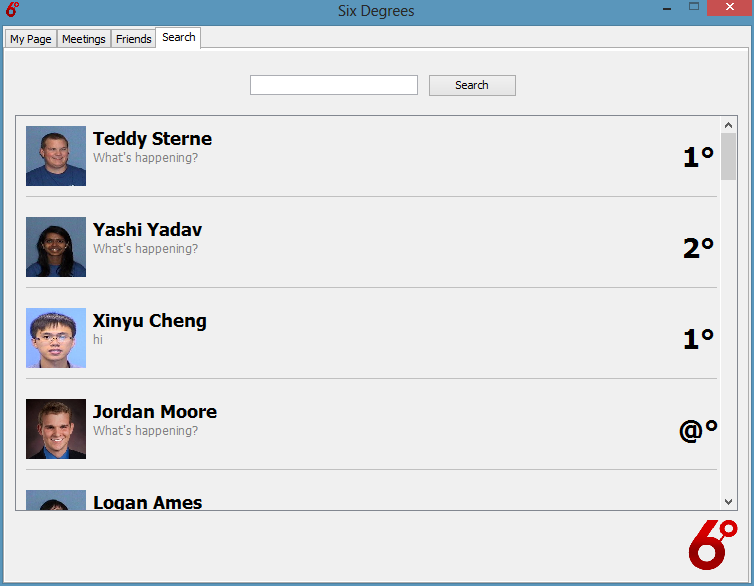 6°
Six Degrees
My Page Meetings Friends Search
Search
Teddy Sterne
What's happening?
1°
Yashi Yadav
What's happening?
2°
Xinyu Cheng
hi
1°
Jordan Moore
What's happening?
@°
Logan Ames
6°